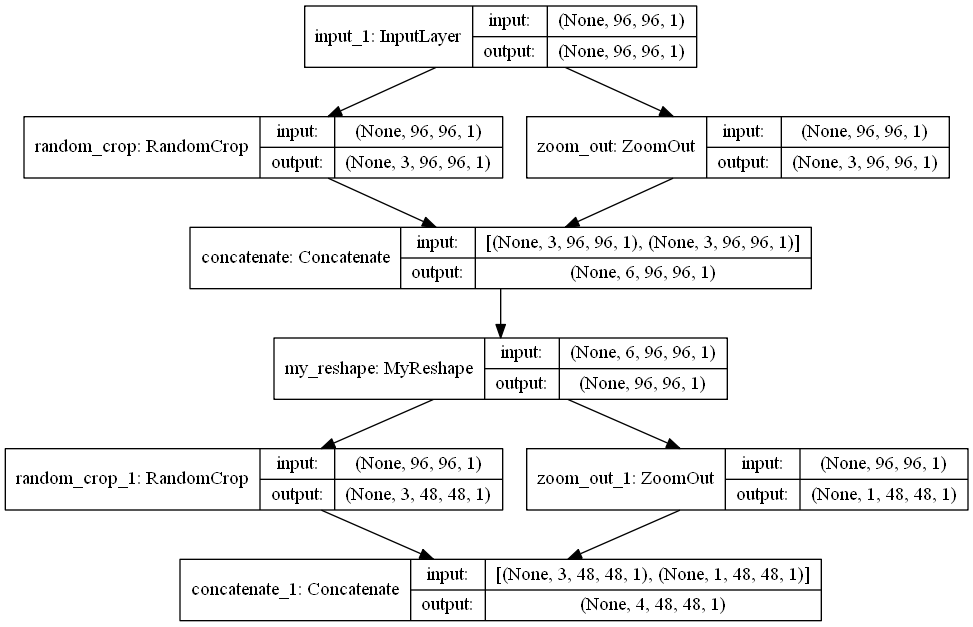 input_1: InputLayer
input: (None, 96, 96, 1)
output: (None, 96, 96, 1)
random_crop: RandomCrop
input: (None, 96, 96, 1)
output: (None, 3, 96, 96, 1)
zoom_out: ZoomOut
input: (None, 96, 96, 1)
output: (None, 3, 96, 96, 1)
concatenate: Concatenate
input: [(None, 3, 96, 96, 1), (None, 3, 96, 96, 1)]
output: (None, 6, 96, 96, 1)
my_reshape: MyReshape
input: (None, 6, 96, 96, 1)
output: (None, 96, 96, 1)
random_crop_1: RandomCrop
input: (None, 96, 96, 1)
output: (None, 3, 48, 48, 1)
zoom_out_1: ZoomOut
input: (None, 96, 96, 1)
output: (None, 1, 48, 48, 1)
concatenate_1: Concatenate
input: [(None, 3, 48, 48, 1), (None, 1, 48, 48, 1)]
output: (None, 4, 48, 48, 1)